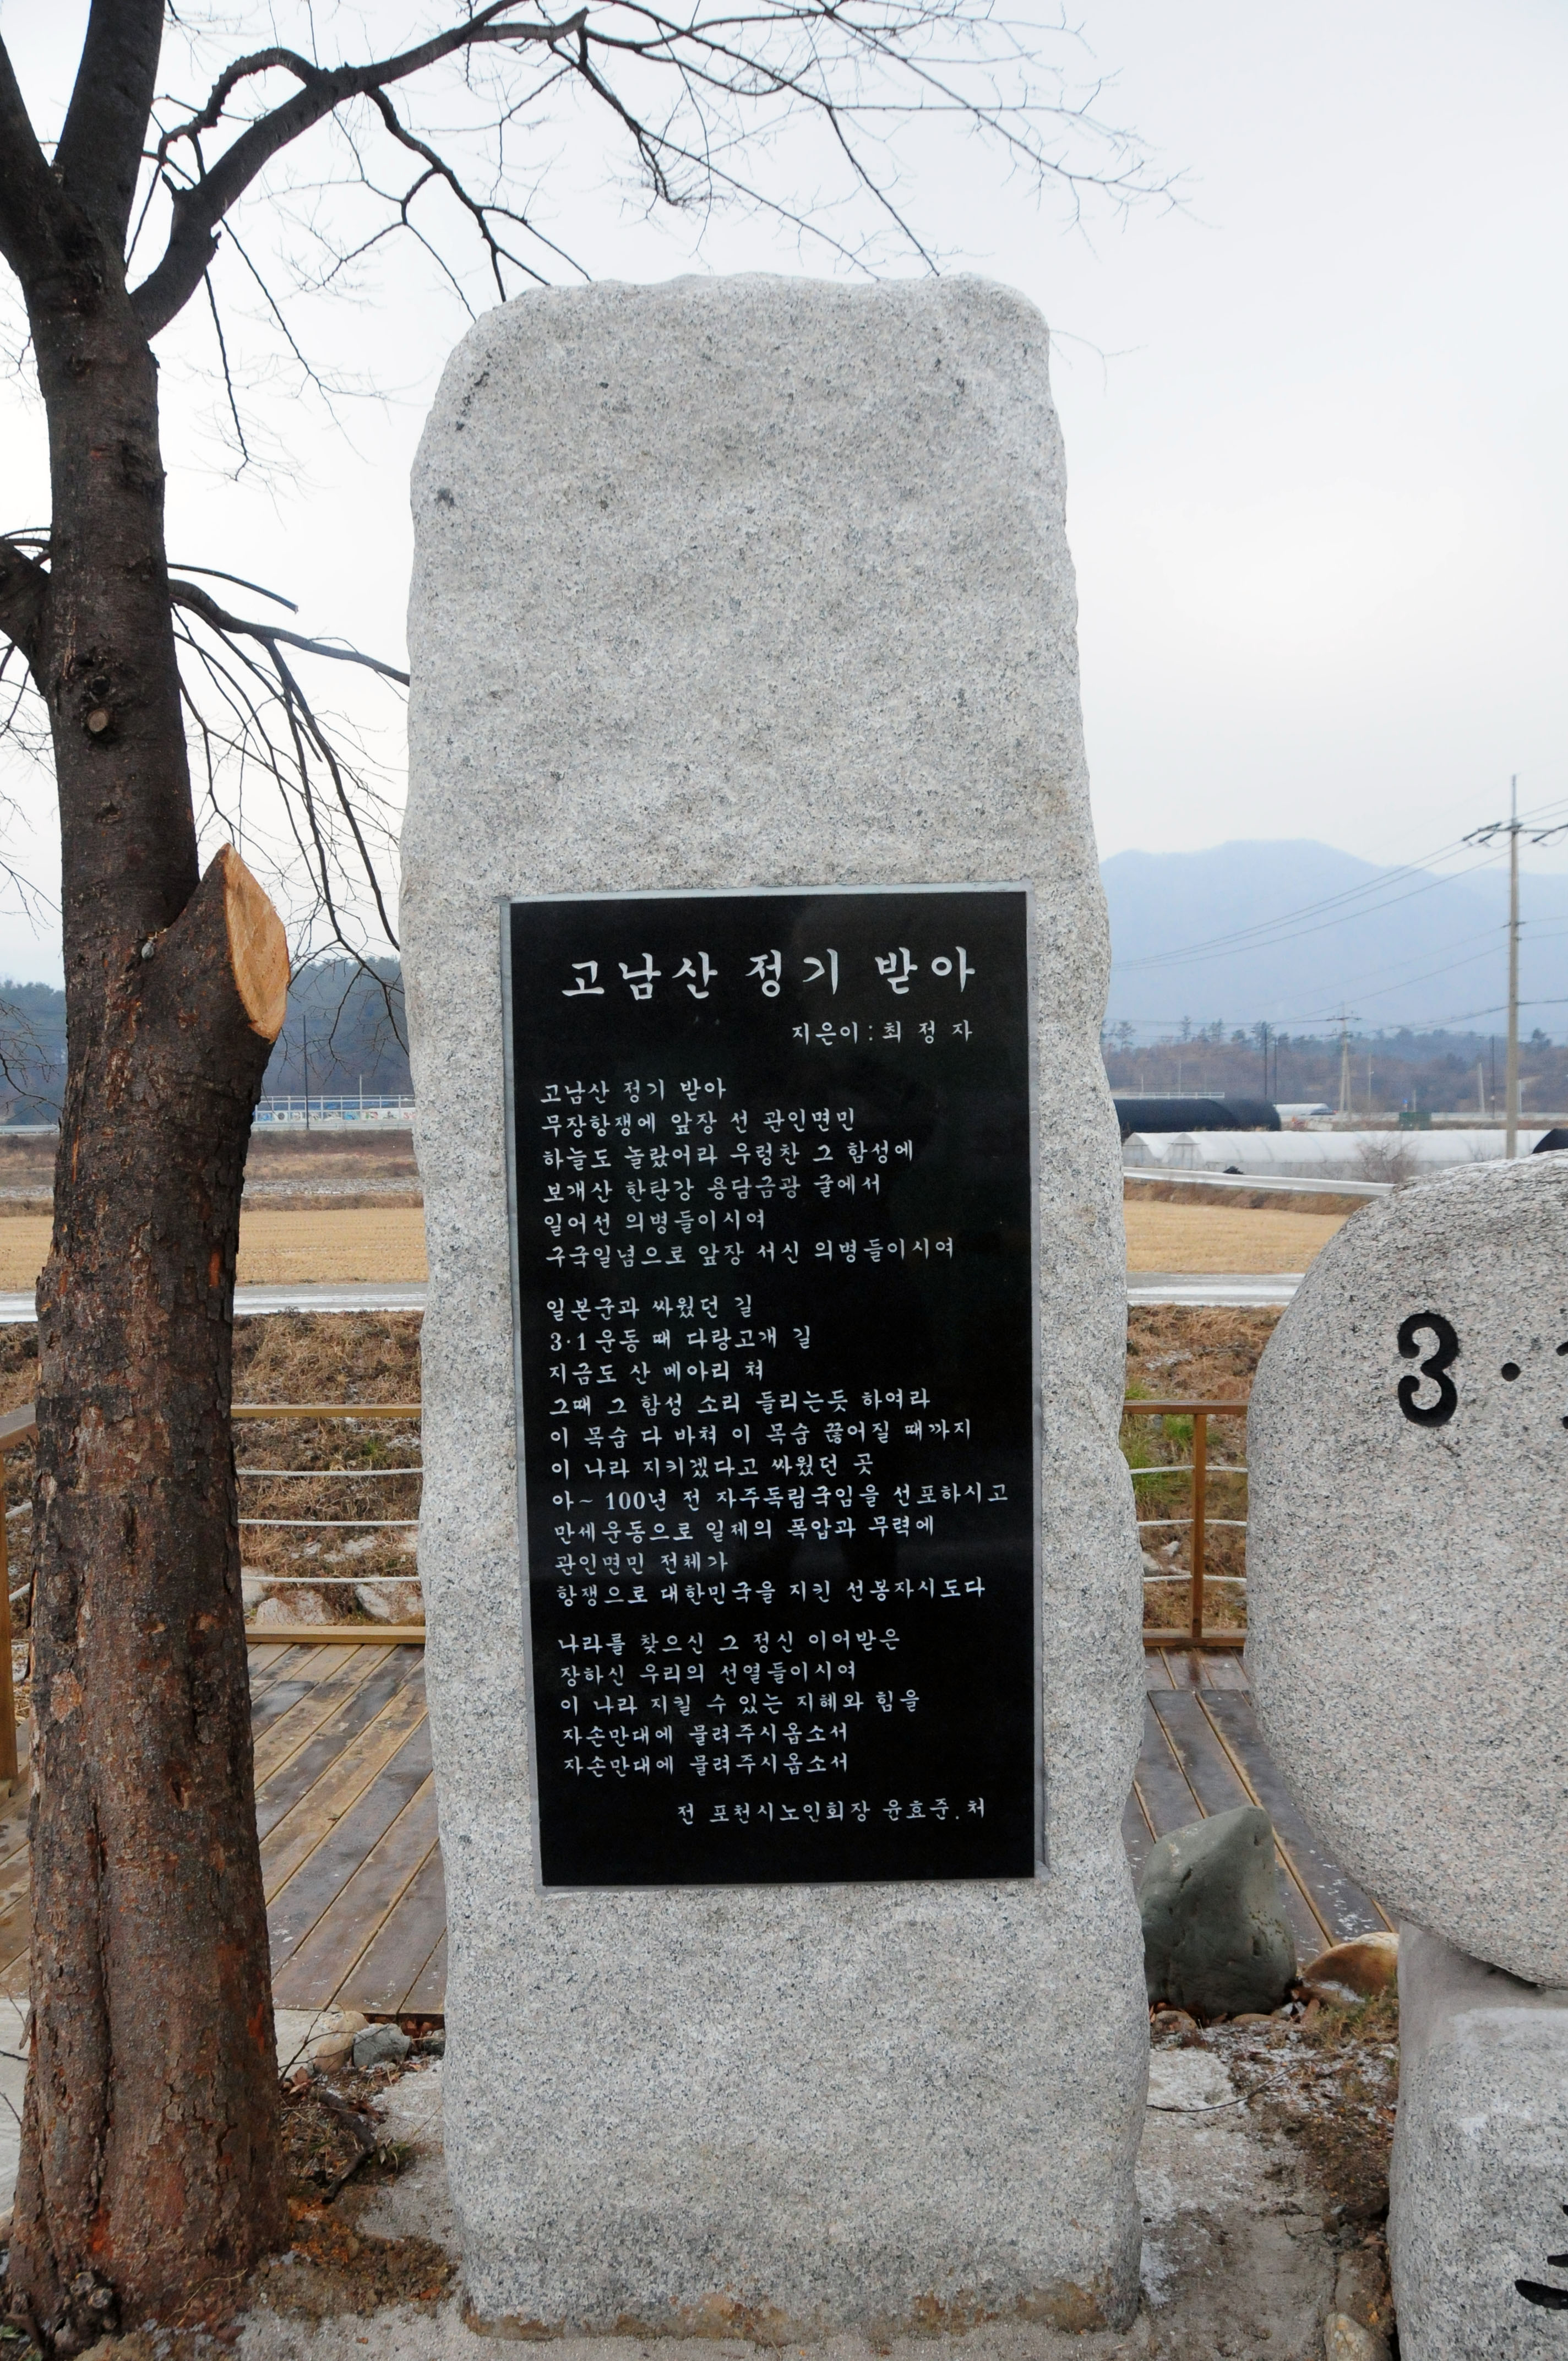 고남산 정기 받아
지은이 : 최 정 자
고남산 정기 받아
무장항쟁에 앞장 선 관인면민
하늘도 놀랐어라 우렁찬 그 함성에
보개산 한탄강 용담금광 굴에서
일어선 의병들이시여
구국일념으로 앞장 서신 의병들이시여
일본군과 싸웠던 길
3·1운동 때 다랑고개 길
지금도 산 메아리 쳐
그때 그 함성 소리 들리는듯 하여라
이 목숨 다 바쳐 이 목숨 끊어질 때까지
이 나라 지키겠다고 싸웠던 곳
아~ 100년 전 자주독립국임을 선포하시고
만세운동으로 일제의 폭압과 무력에
관인면민 전체가
항쟁으로 대한민국을 지킨 선봉자시도다
나라를 찾으신 그 정신 이어받은
장하신 우리의 선열들이시여
이 나라 지킬 수 있는 지혜와 힘을
자손만대에 물려주시옵소서
자손만대에 물려주시옵소서
전 포천시노인회장 윤효준.처
3·